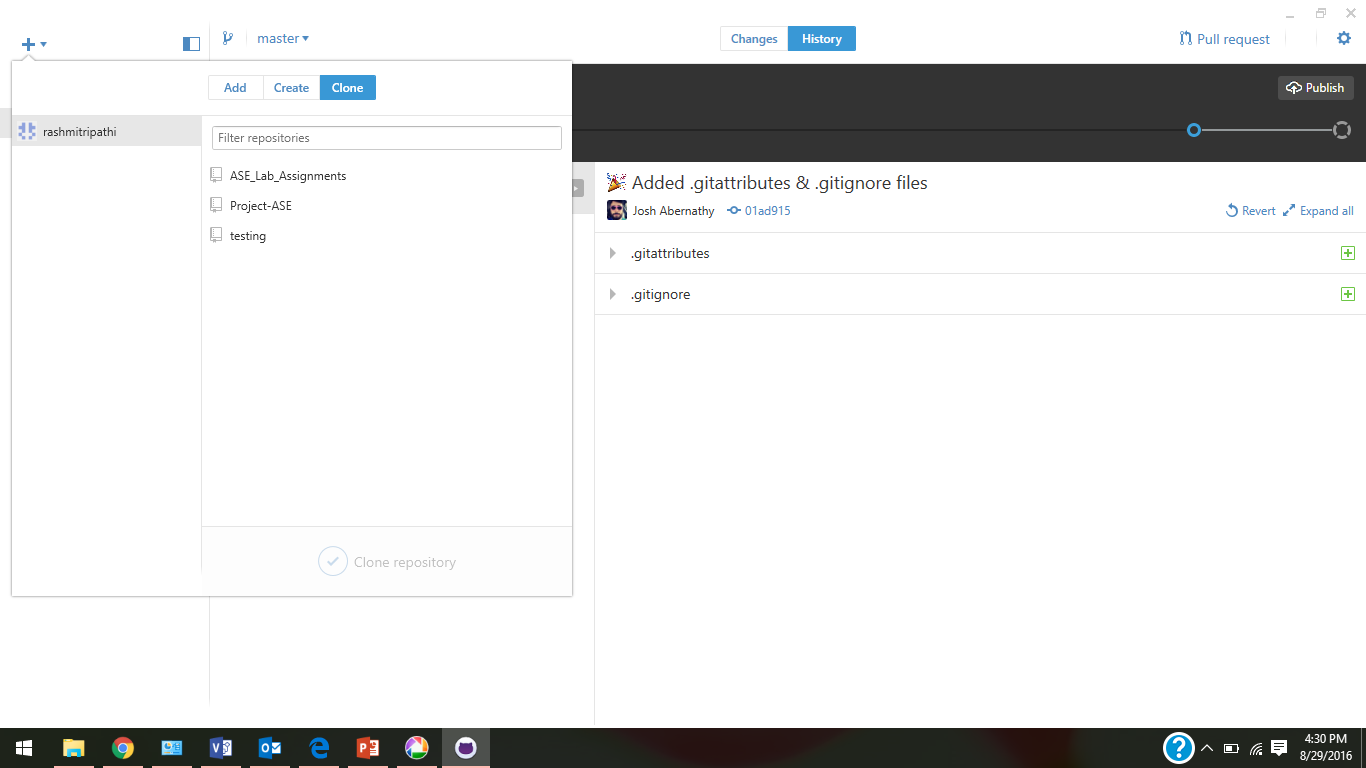 master
Changes
History
Pull request
Add
Create
Clone
Publish
rashmitripathi
Filter repositories
ASE_Lab_Assignments
Project-ASE
testing
Clone repository
Added .gitattributes & .gitignore files
Josh Abernathy
01ad915
Revert
Expand all
.gitattributes
.gitignore
4:30 PM
8/29/2016